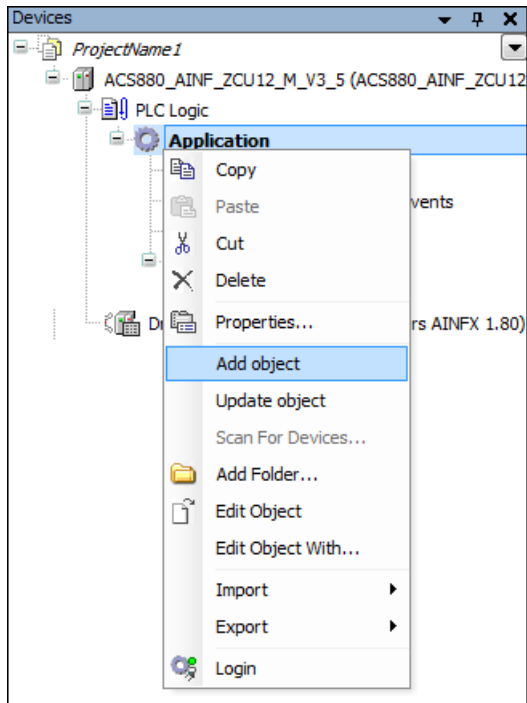 Devices
ProjectName1
ACS880_AINF_ZCU12_M_V3_5 (ACS880_AINF_ZCU12
PLC Logic
Application
Copy
Paste
vents
Cut
Delete
Dr
Properties...
rs AINFX 1.80)
Add object
Update object
Scan For Devices...
Add Folder...
Edit Object
Edit Object With...
Import
Export
Login